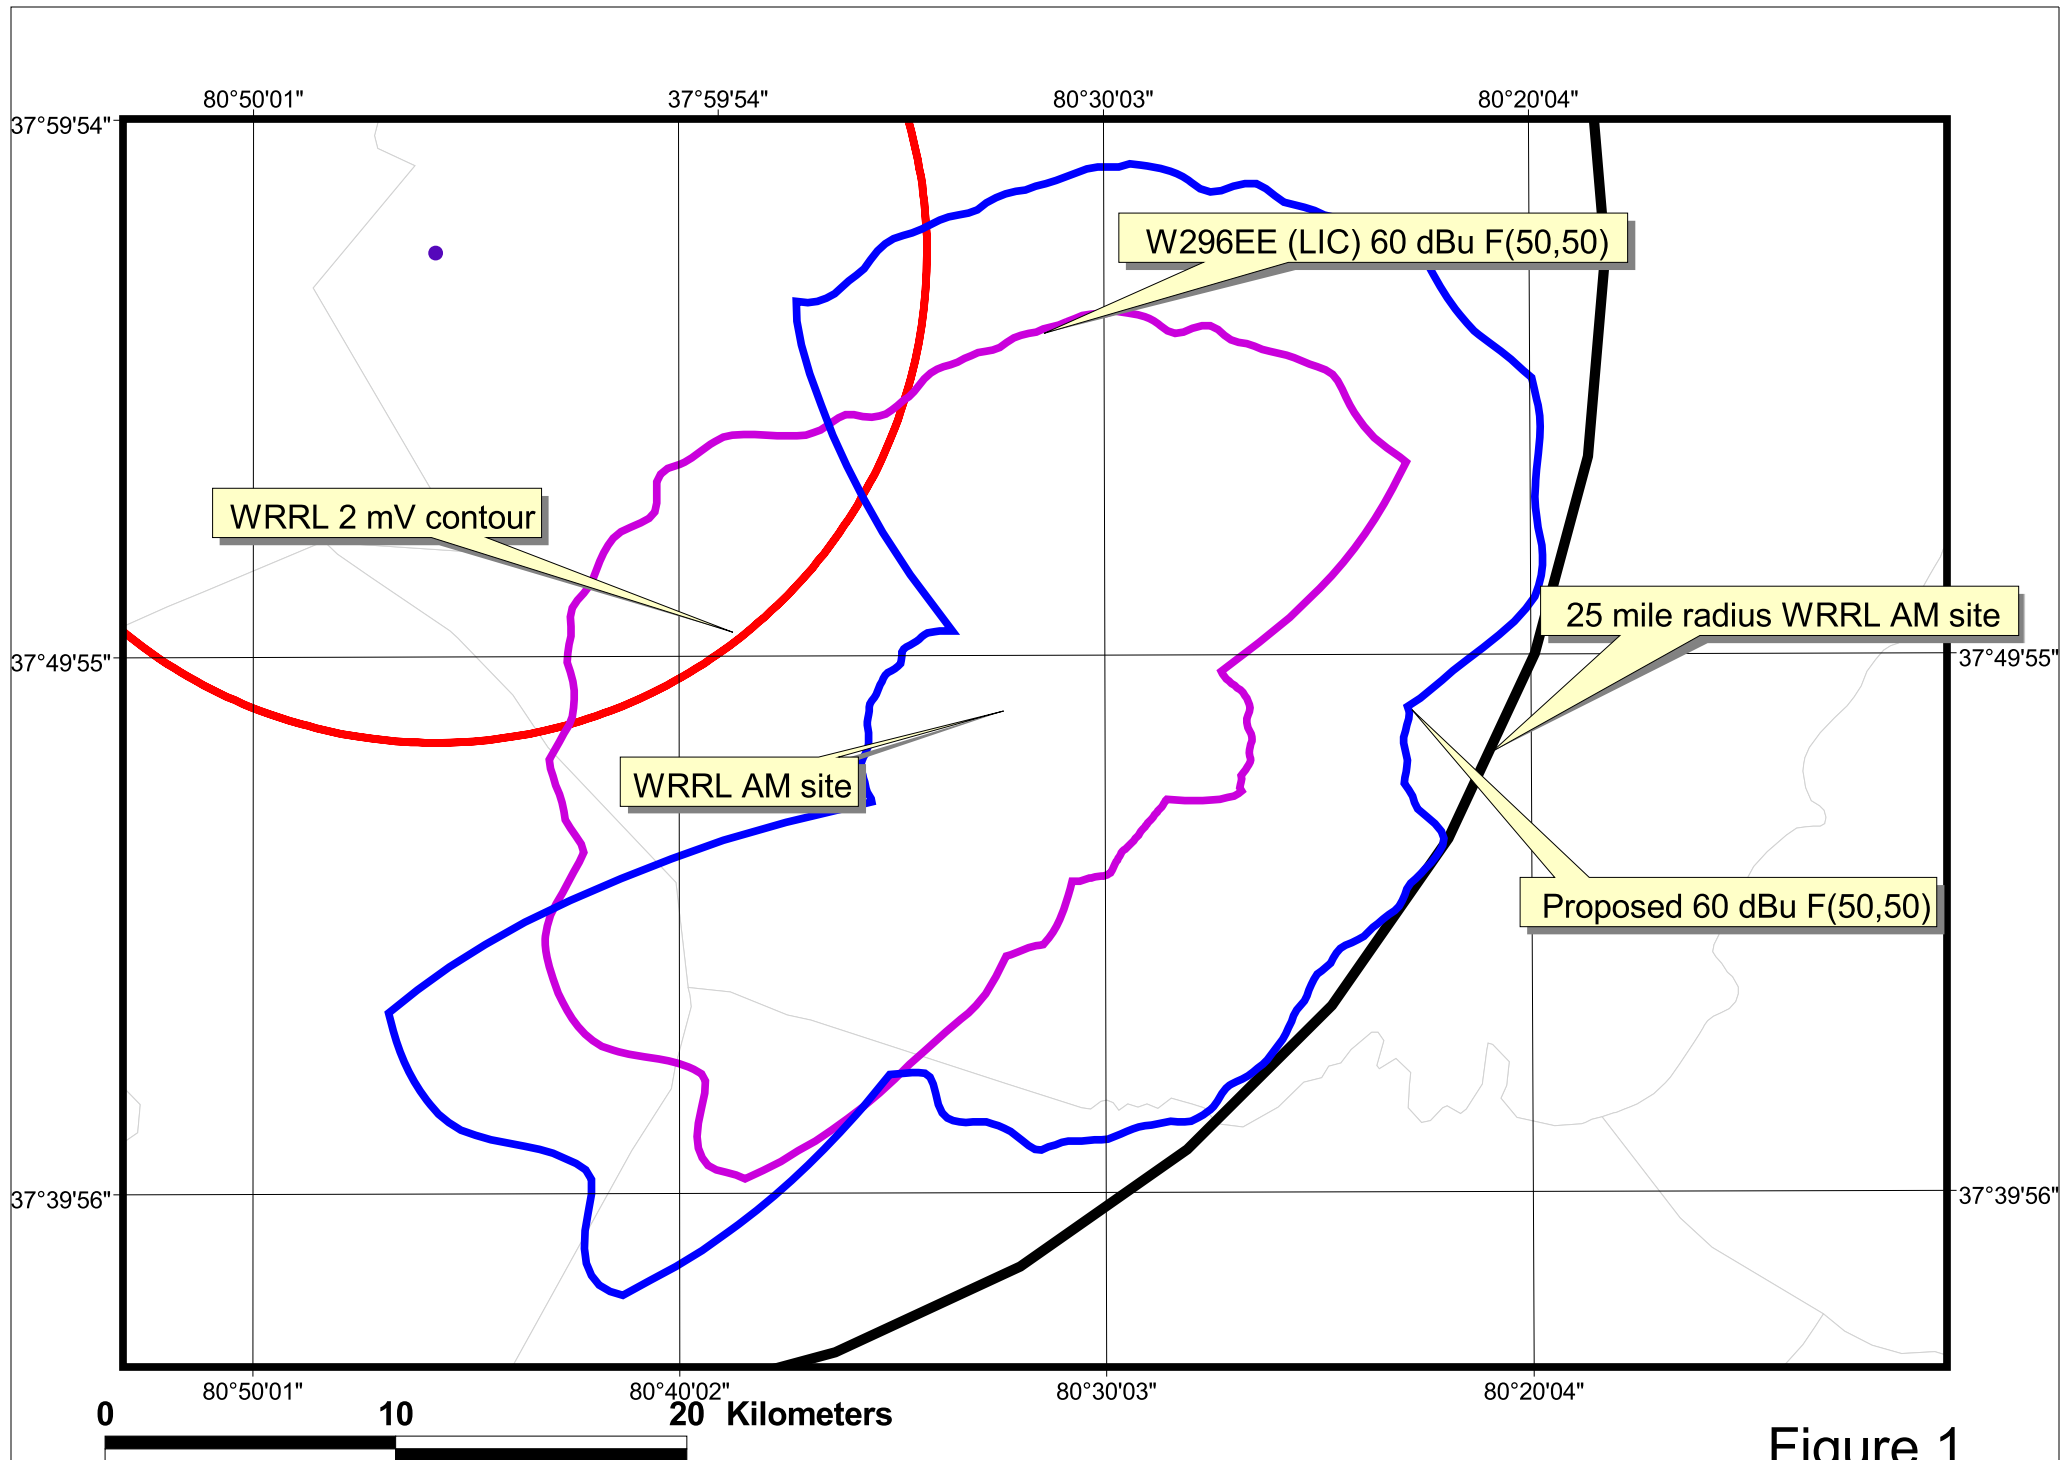 80°50'01" 37°59'54" 80°30'03" 80°20'04"
37°59'54"
W296EE (LIC) 60 dBu F(50,50)
WRRL 2 mV contour
25 mile radius WRRL AM site
37°49'55" 37°49'55"
WRRL AM site
Proposed 60 dBu F(50,50)
37°39'56" 37°39'56"
80°50'01" 80°40'02" 80°30'03" 80°20'04"
0 10 20 Kilometers
Figure 1